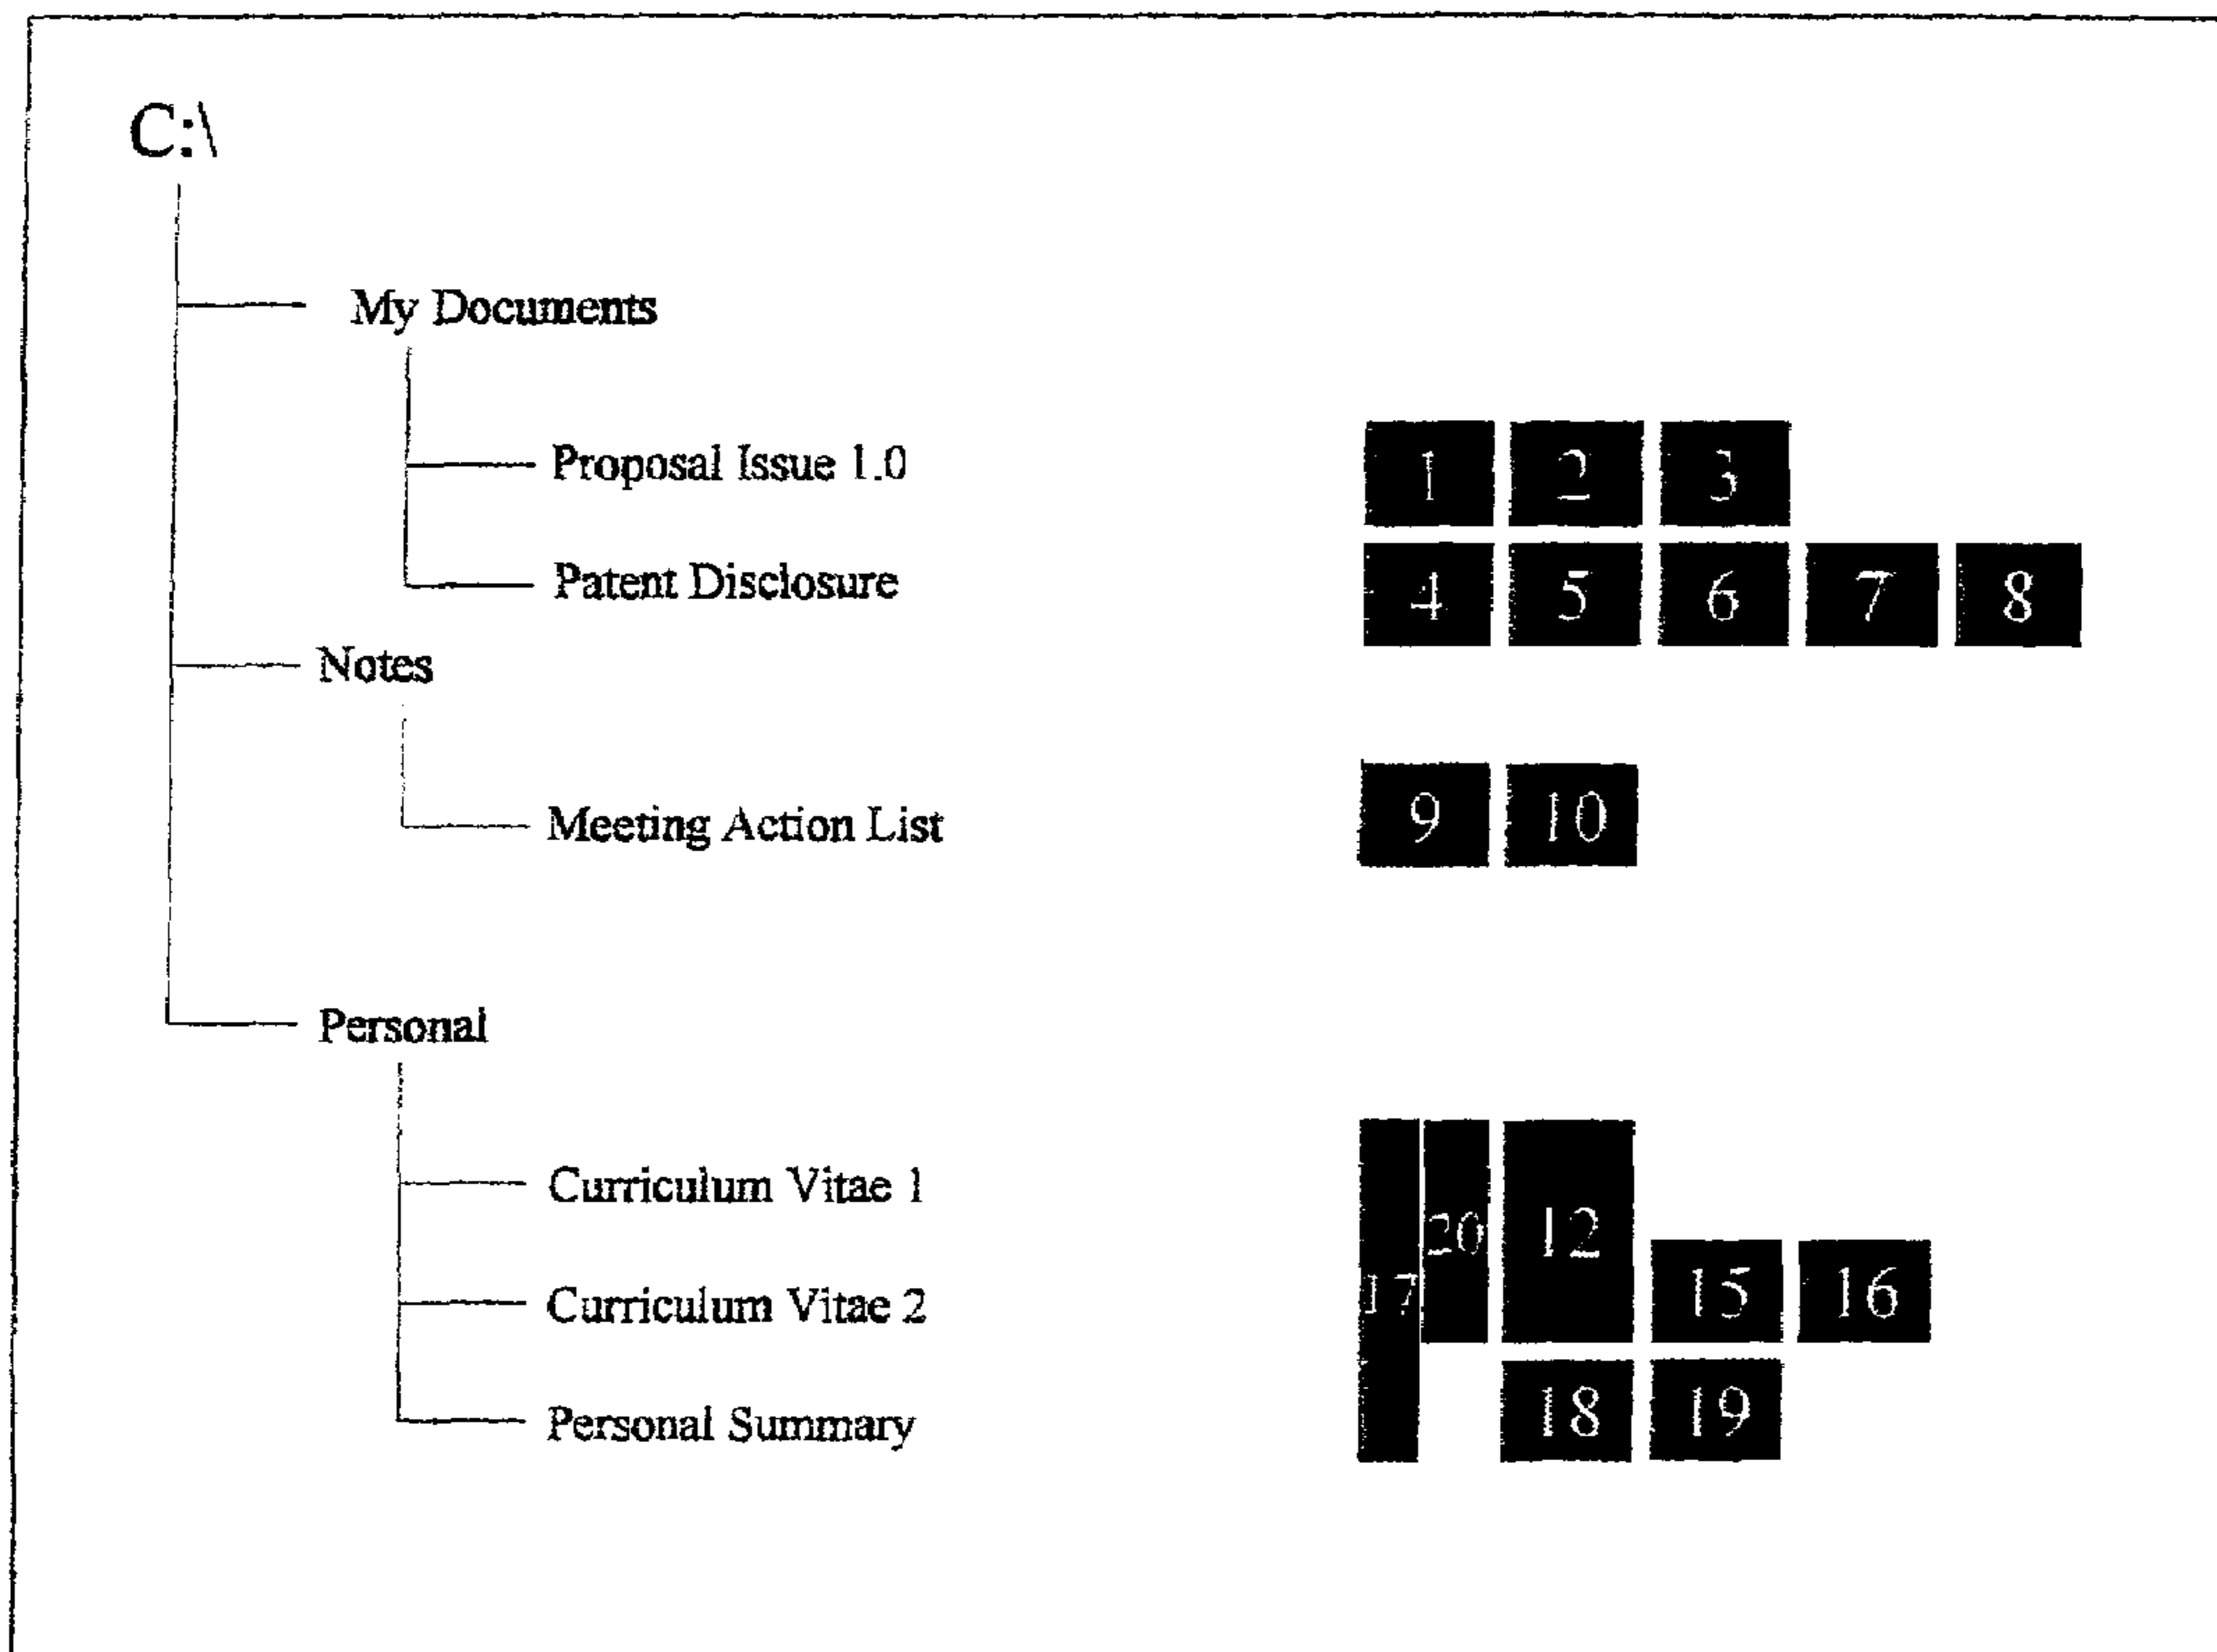 C:\
My Documents
Proposal Issue 1.0 1 2 3
Patent Disclosure 4 5 6 7 8
Notes
Meeting Action List 9 10
Personal
Curriculum Vitae 1 20 12
Curriculum Vitae 2 17 15 16
Personal Summary 18 19